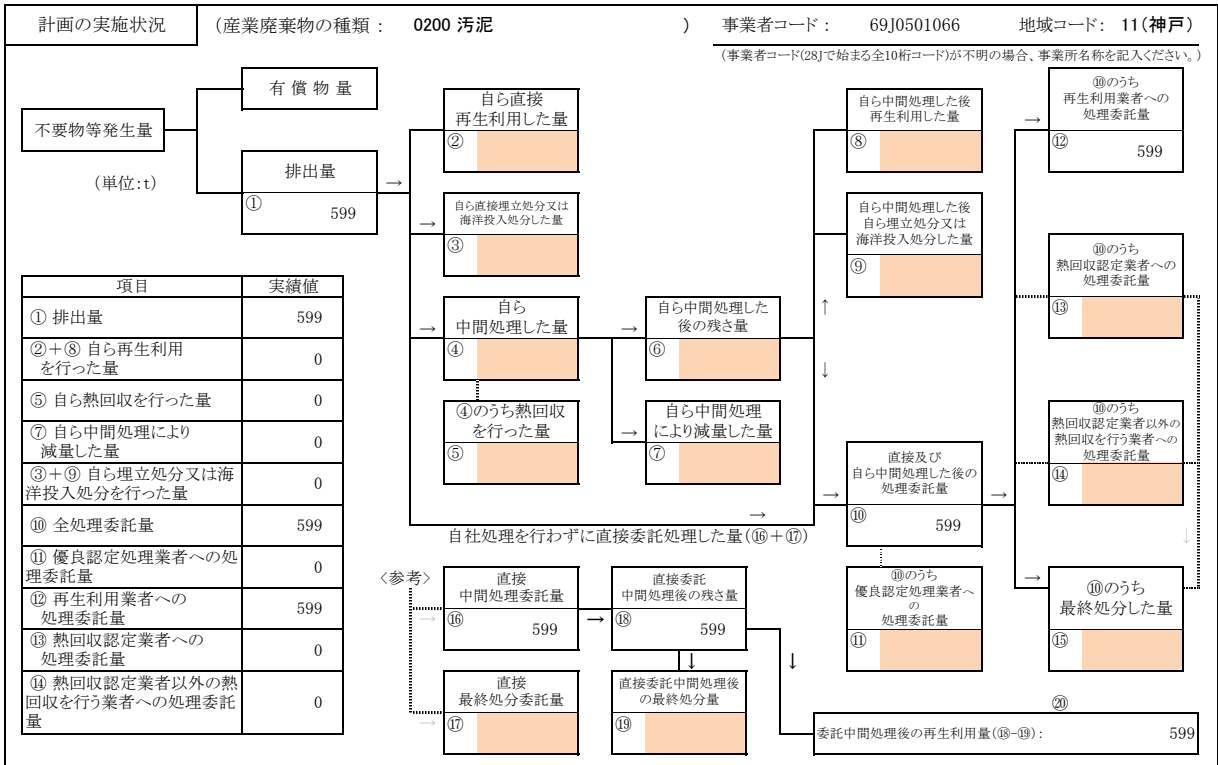 計画の実施状況 (産業廃棄物の種類： 0200 汚泥 ) 事業者コード： 69J0501066 地域コード： 11(神戸)
(事業者コード(28Jで始まる全10桁コード)が不明の場合、事業所名称を記入ください。)
不要物等発生量
(単位:t)
有償物量
排出量
→
① 599
自ら直接
再生利用した量
②
→
自ら直接埋立処分又は
海洋投入処分した量
③
→
自ら
中間処理した量
④
④のうち熱回収
を行った量
⑤
→
自ら中間処理した
後の残さ量
⑥
→
自ら中間処理
により減量した量
⑦
自ら中間処理した後
再生利用した量
⑧
自ら中間処理した後
自ら埋立処分又は
海洋投入処分した量
⑨
↑
↓
→
直接及び
自ら中間処理した後の
処理委託量
⑩ 599
→
⑩のうち
優良認定処理業者へ
の
処理委託量
⑪
→
⑩のうち
再生利用業者への
処理委託量
⑫ 599
⑩のうち
熱回収認定業者への
処理委託量
⑬
⑩のうち
熱回収認定業者以外の
熱回収を行う業者への
処理委託量
⑭
↓
→
⑩のうち
最終処分した量
⑮
→
自社処理を行わずに直接委託処理した量(⑯＋⑰)
項目 実績値
① 排出量 599
②＋⑧ 自ら再生利用
を行った量 0
⑤ 自ら熱回収を行った量 0
⑦ 自ら中間処理により
減量した量 0
③＋⑨ 自ら埋立処分又は海
洋投入処分を行った量 0
⑩ 全処理委託量 599
⑪ 優良認定処理業者への処
理委託量 0
⑫ 再生利用業者への
処理委託量 599
⑬ 熱回収認定業者への
処理委託量 0
⑭ 熱回収認定業者以外の熱
回収を行う業者への処理委託
量 0
〈参考〉
→
直接
中間処理委託量
⑯ 599
→
直接委託
中間処理後の残さ量
⑱ 599
↓
↓
→
直接
最終処分委託量
⑰
直接委託中間処理後
の最終処分量
⑲
⑳
委託中間処理後の再生利用量(⑱-⑲)： 599